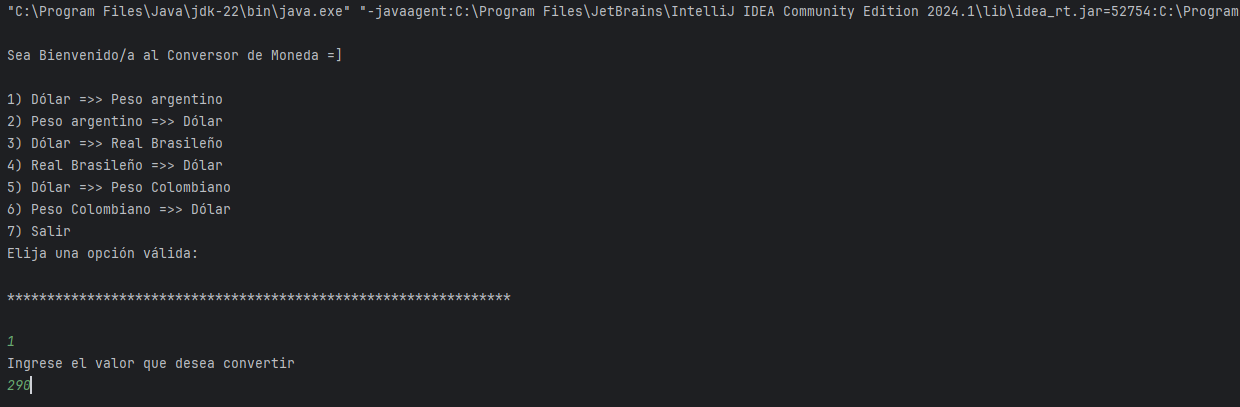 "C:\Program Files\Java\jdk-22\bin\java.exe" "-javaagent:C:\Program Files\JetBrains\IntelliJ IDEA Community Edition 2024.1\lib\idea_rt.jar=52754:C:\Program
Sea Bienvenido/a al Conversor de Moneda =]
1) Dólar =>> Peso argentino
2) Peso argentino =>> Dólar
3) Dólar =>> Real Brasileño
4) Real Brasileño =>> Dólar
5) Dólar =>> Peso Colombiano
6) Peso Colombiano =>> Dólar
7) Salir
Elija una opción válida:
***************************************************************
1
Ingrese el valor que desea convertir
290